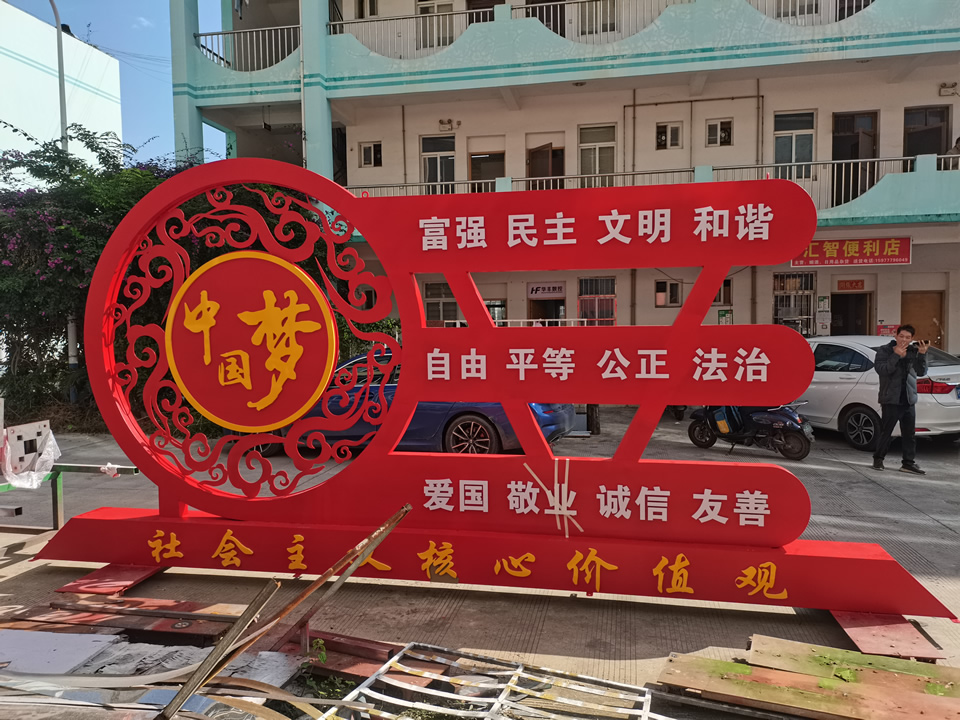 富强 民主 文明 和谐
汇智便利店
中国梦
自由 平等 公正 法治
爱国 敬业 诚信 友善
社会主义核心价值观